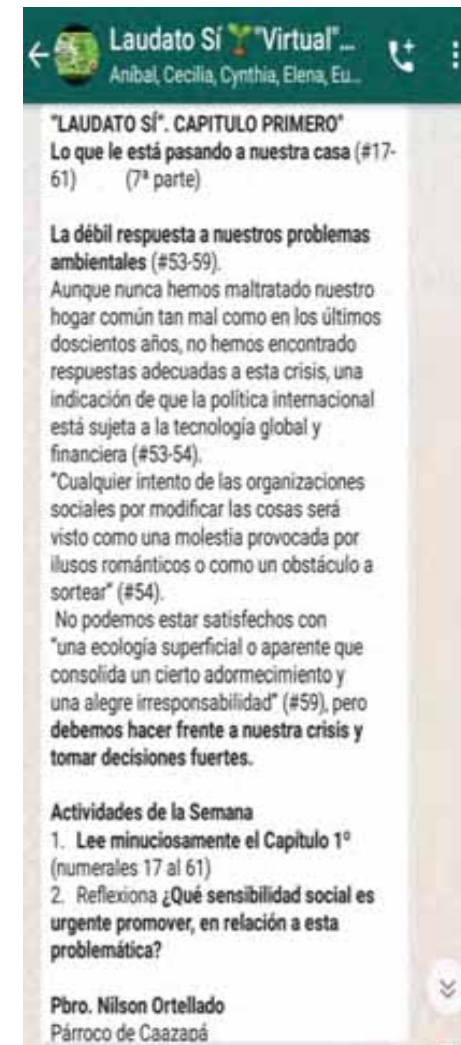 Laudato Sí "Virtual"...
Aníbal, Cecilia, Cynthia, Elena, Eu...
"LAUDATO SÍ". CAPITULO PRIMERO"
Lo que le está pasando a nuestra casa (#17-
61) (7ª parte)
La débil respuesta a nuestros problemas
ambientales (#53-59).
Aunque nunca hemos maltratado nuestro
hogar común tan mal como en los últimos
doscientos años, no hemos encontrado
respuestas adecuadas a esta crisis, una
indicación de que la política internacional
está sujeta a la tecnología global y
financiera (#53-54).
"Cualquier intento de las organizaciones
sociales por modificar las cosas será
visto como una molestia provocada por
ilusos románticos o como un obstáculo a
sortear" (#54).
No podemos estar satisfechos con
"una ecología superficial o aparente que
consolida un cierto adormecimiento y
una alegre irresponsabilidad" (#59), pero
debemos hacer frente a nuestra crisis y
tomar decisiones fuertes.
Actividades de la Semana
1. Lee minuciosamente el Capítulo 1º
(numerales 17 al 61)
2. Reflexiona ¿Qué sensibilidad social es
urgente promover, en relación a esta
problemática?
Pbro. Nilson Ortellado
Párroco de Caazapá